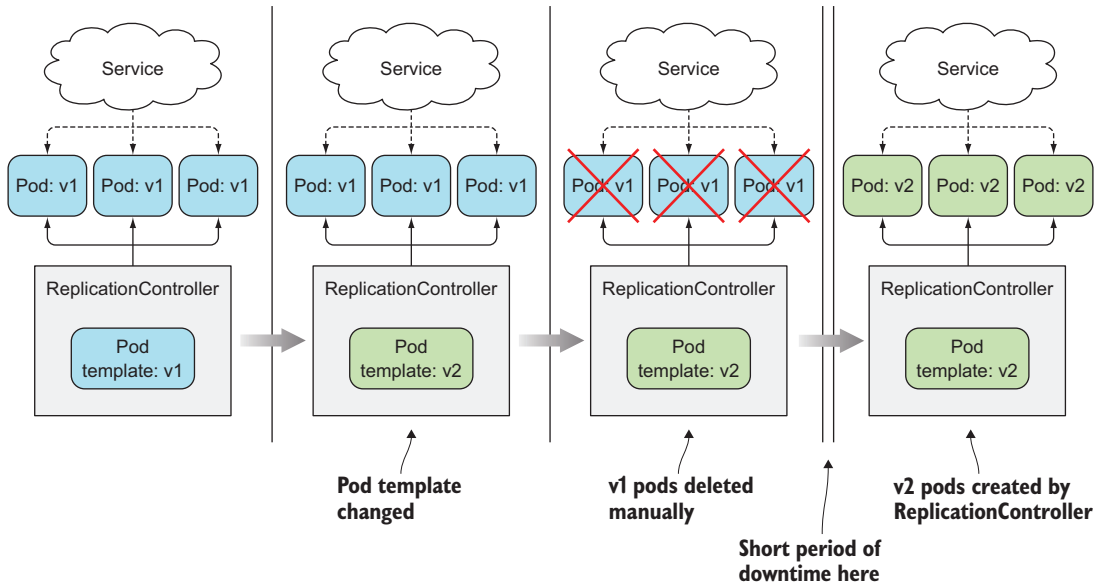 Service
Service
Service
Service
Pod: v1
Pod: v1
Pod: v1
Pod: v1
Pod: v1
Pod: v1
Pod: v1
Pod: v1
Pod: v1
Pod: v2
Pod: v2
Pod: v2
ReplicationController
ReplicationController
ReplicationController
ReplicationController
Pod
template: v1
Pod
template: v2
Pod
template: v2
Pod
template: v2
Pod template
changed
v1 pods deleted
manually
v2 pods created by
ReplicationController
Short period of
downtime here